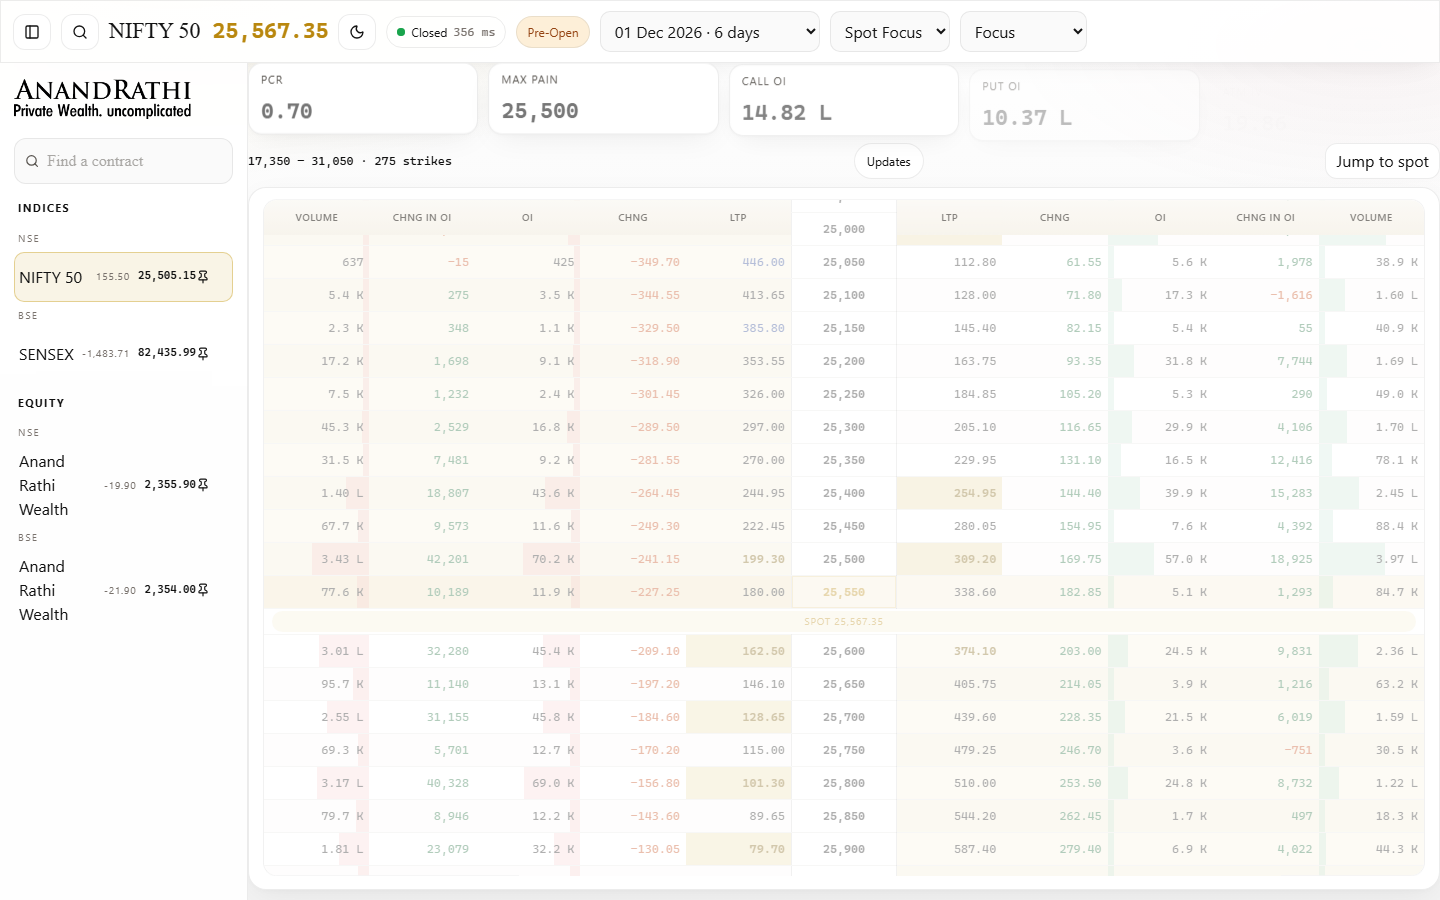 NIFTY 50 25,567.35 Closed 356 ms Pre-Open 01 Dec 2026 · 6 days Spot Focus Focus
ANANDRATHI
Private Wealth. uncomplicated
Find a contract
INDICES
NSE
NIFTY 50 155.50 25,505.15
BSE
SENSEX -1,483.71 82,435.99
EQUITY
NSE
Anand Rathi Wealth -19.90 2,355.90
BSE
Anand Rathi Wealth -21.90 2,354.00
PCR
0.70
MAX PAIN
25,500
CALL OI
14.82 L
PUT OI
10.37 L
17,350 – 31,050 · 275 strikes Updates Jump to spot
VOLUME CHNG IN OI OI CHNG LTP LTP CHNG OI CHNG IN OI VOLUME
25,000
637 −15 425 −349.70 446.00 25,050 112.80 61.55 5.6 K 1,978 38.9 K
5.4 K 275 3.5 K −344.55 413.65 25,100 128.00 71.80 17.3 K −1,616 1.60 L
2.3 K 348 1.1 K −329.50 385.80 25,150 145.40 82.15 5.4 K 55 40.9 K
17.2 K 1,698 9.1 K −318.90 353.55 25,200 163.75 93.35 31.8 K 7,744 1.69 L
7.5 K 1,232 2.4 K −301.45 326.00 25,250 184.85 105.20 5.3 K 290 49.0 K
45.3 K 2,529 16.8 K −289.50 297.00 25,300 205.10 116.65 29.9 K 4,106 1.70 L
31.5 K 7,481 9.2 K −281.55 270.00 25,350 229.95 131.10 16.5 K 12,416 78.1 K
1.40 L 18,807 43.6 K −264.45 244.95 25,400 254.95 144.40 39.9 K 15,283 2.45 L
67.7 K 9,573 11.6 K −249.30 222.45 25,450 280.05 154.95 7.6 K 4,392 88.4 K
3.43 L 42,201 70.2 K −241.15 199.30 25,500 309.20 169.75 57.0 K 18,925 3.97 L
77.6 K 10,189 11.9 K −227.25 180.00 25,550 338.60 182.85 5.1 K 1,293 84.7 K
SPOT 25,567.35
3.01 L 32,280 45.4 K −209.10 162.50 25,600 374.10 203.00 24.5 K 9,831 2.36 L
95.7 K 11,140 13.1 K −197.20 146.10 25,650 405.75 214.05 3.9 K 1,216 63.2 K
2.55 L 31,155 45.8 K −184.60 128.65 25,700 439.60 228.35 21.5 K 6,019 1.59 L
69.3 K 5,701 12.7 K −170.20 115.00 25,750 479.25 246.70 3.6 K −751 30.5 K
3.17 L 40,328 69.0 K −156.80 101.30 25,800 510.00 253.50 24.8 K 8,732 1.22 L
79.7 K 8,946 12.2 K −143.60 89.65 25,850 544.20 262.45 1.7 K 497 18.3 K
1.81 L 23,079 32.2 K −130.05 79.70 25,900 587.40 279.40 6.9 K 4,022 44.3 K